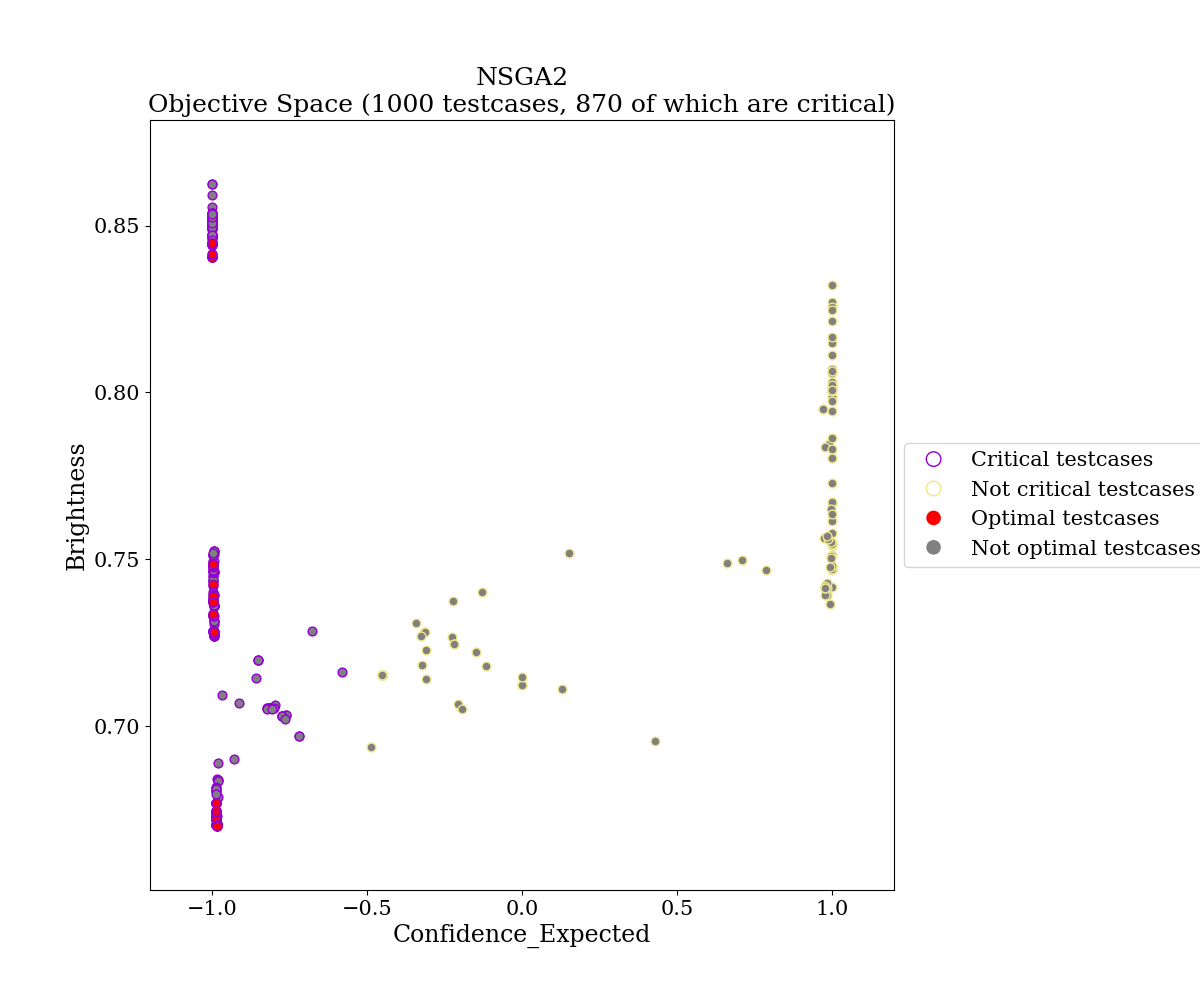 NSGA2
Objective Space (1000 testcases, 870 of which are critical)
0.85
0.80
0.75
0.70
Brightness
−1.0
−0.5
0.0
0.5
1.0
Confidence_Expected
Critical testcases
Not critical testcases
Optimal testcases
Not optimal testcases